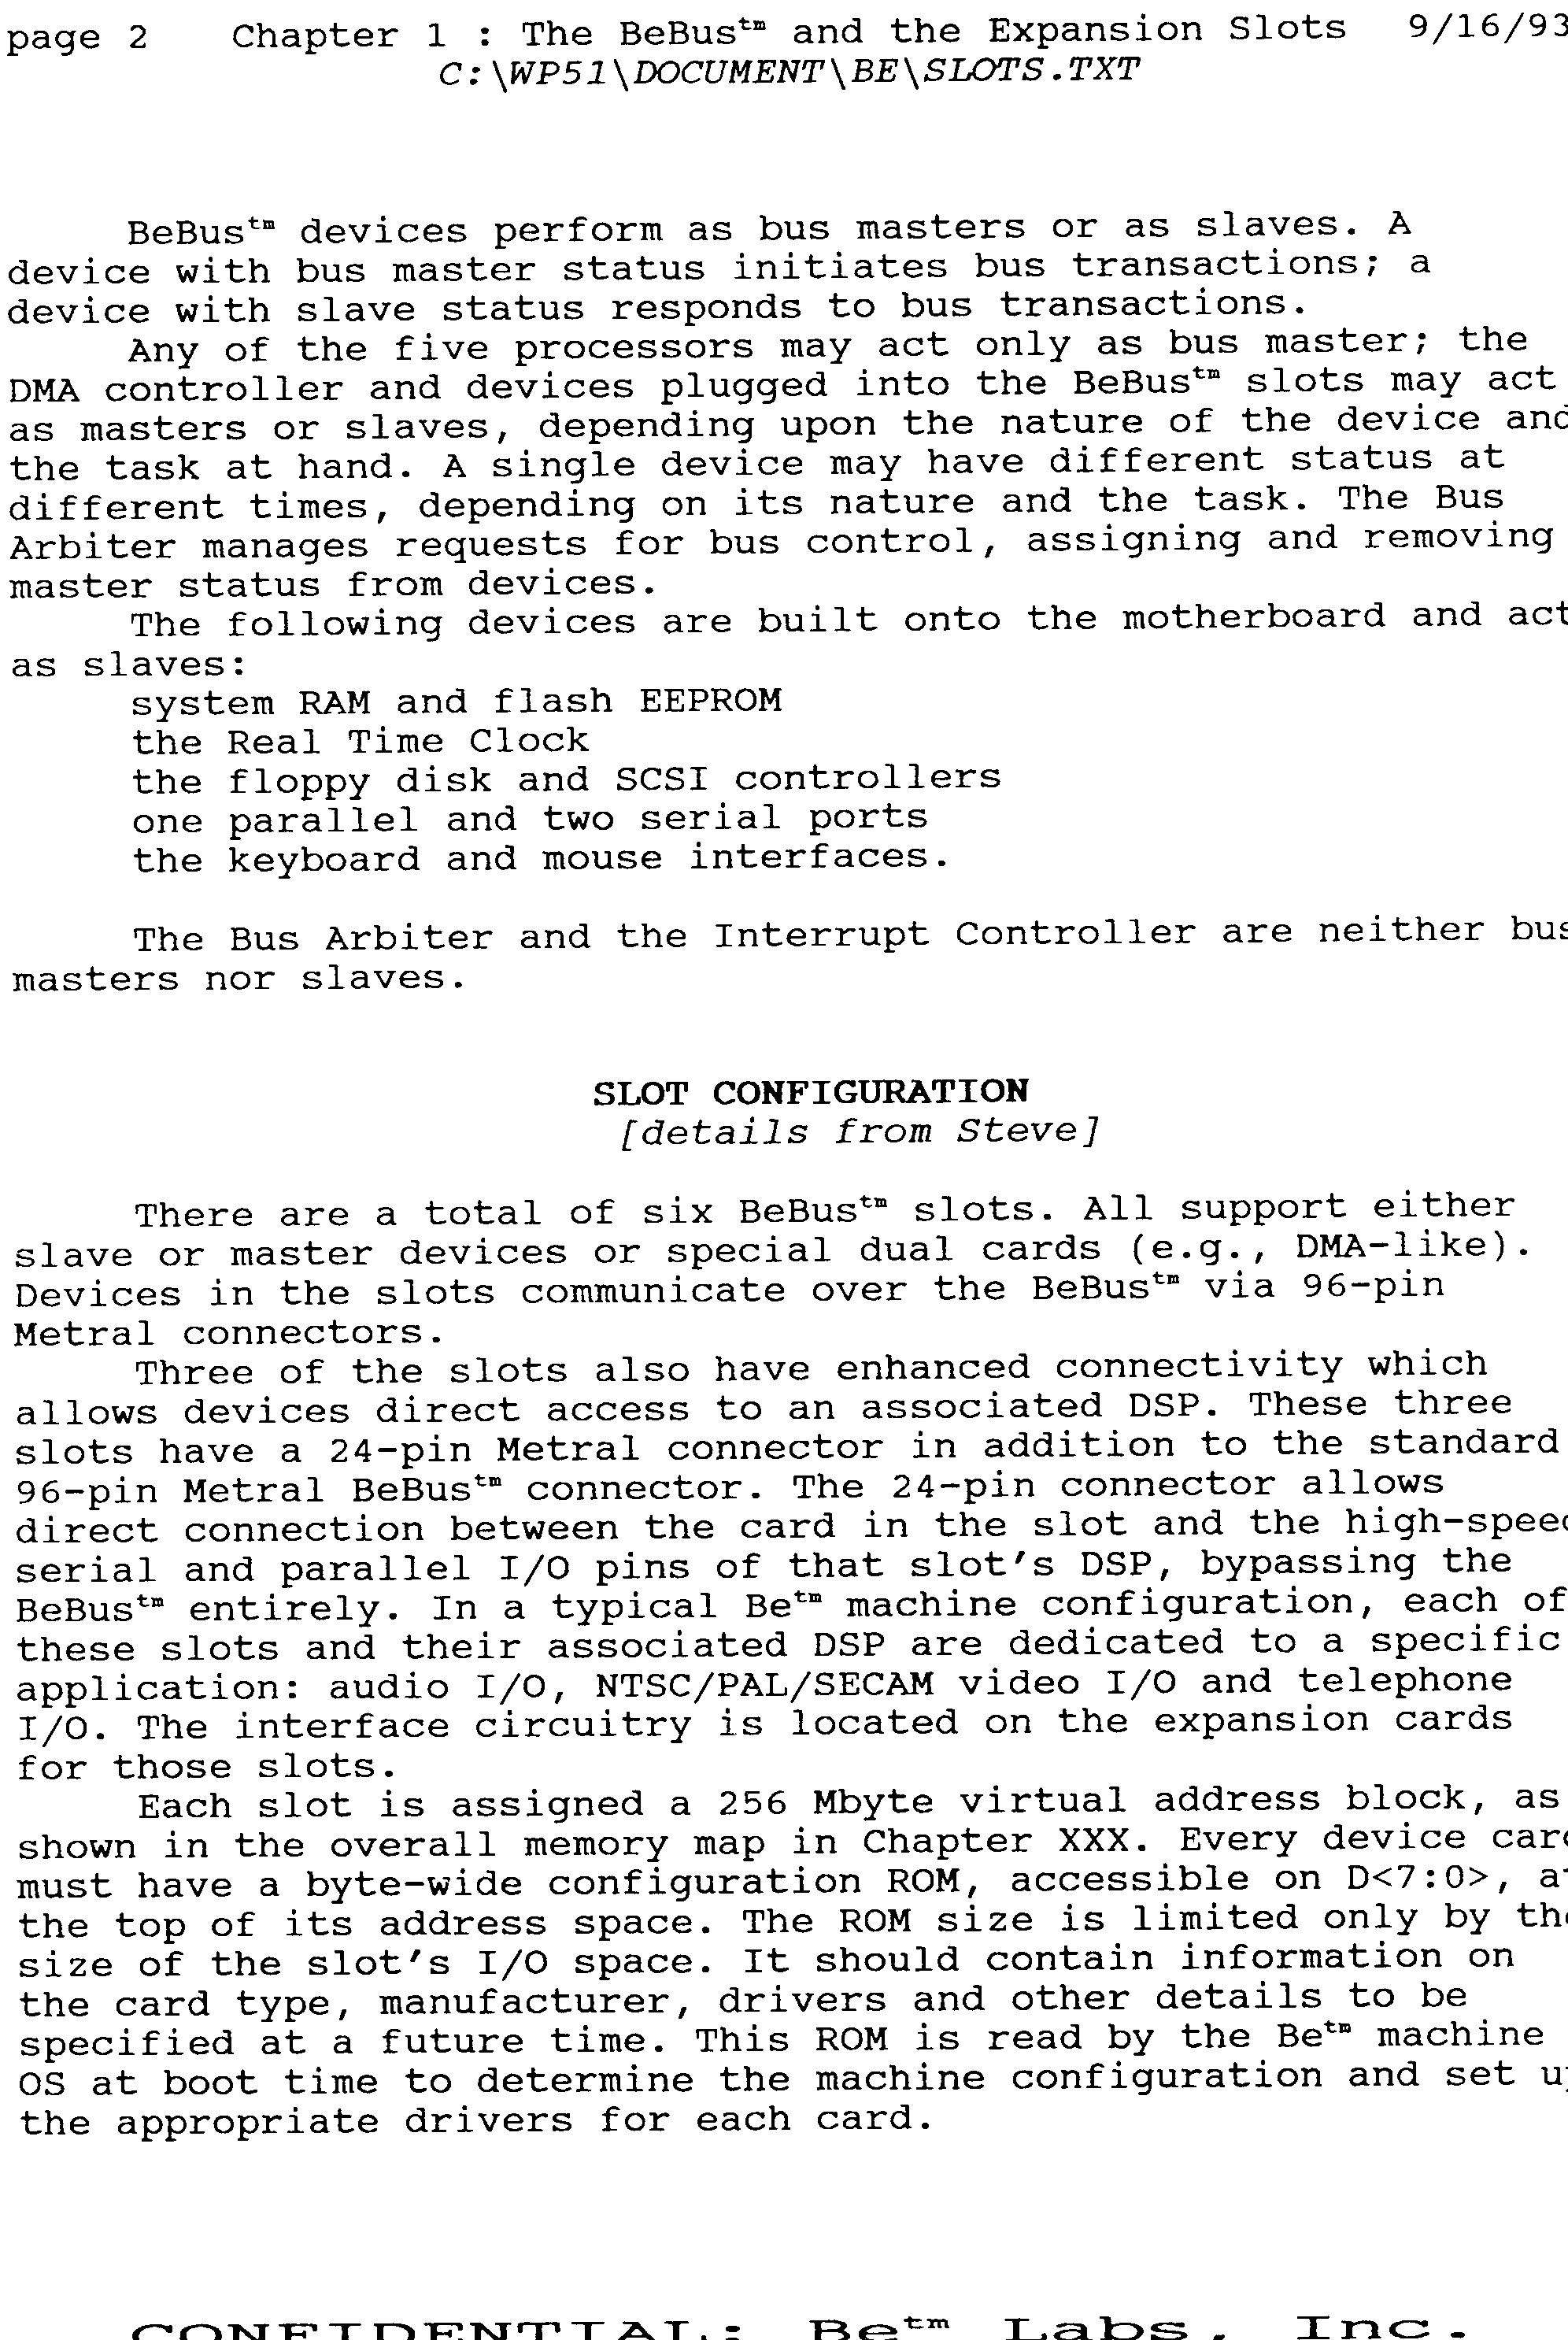 page 2 Chapter 1 : The BeBus™ and the Expansion Slots 9/16/93
C:\WP51\DOCUMENT\BE\SLOTS.TXT
BeBus™ devices perform as bus masters or as slaves. A
device with bus master status initiates bus transactions; a
device with slave status responds to bus transactions.
Any of the five processors may act only as bus master; the
DMA controller and devices plugged into the BeBus™ slots may act
as masters or slaves, depending upon the nature of the device and
the task at hand. A single device may have different status at
different times, depending on its nature and the task. The Bus
Arbiter manages requests for bus control, assigning and removing
master status from devices.
The following devices are built onto the motherboard and act
as slaves:
system RAM and flash EEPROM
the Real Time Clock
the floppy disk and SCSI controllers
one parallel and two serial ports
the keyboard and mouse interfaces.
The Bus Arbiter and the Interrupt Controller are neither bus
masters nor slaves.
SLOT CONFIGURATION
[details from Steve]
There are a total of six BeBus™ slots. All support either
slave or master devices or special dual cards (e.g., DMA-like).
Devices in the slots communicate over the BeBus™ via 96-pin
Metral connectors.
Three of the slots also have enhanced connectivity which
allows devices direct access to an associated DSP. These three
slots have a 24-pin Metral connector in addition to the standard
96-pin Metral BeBus™ connector. The 24-pin connector allows
direct connection between the card in the slot and the high-speed
serial and parallel I/O pins of that slot's DSP, bypassing the
BeBus™ entirely. In a typical Be™ machine configuration, each of
these slots and their associated DSP are dedicated to a specific
application: audio I/O, NTSC/PAL/SECAM video I/O and telephone
I/O. The interface circuitry is located on the expansion cards
for those slots.
Each slot is assigned a 256 Mbyte virtual address block, as
shown in the overall memory map in Chapter XXX. Every device card
must have a byte-wide configuration ROM, accessible on D<7:0>, at
the top of its address space. The ROM size is limited only by the
size of the slot's I/O space. It should contain information on
the card type, manufacturer, drivers and other details to be
specified at a future time. This ROM is read by the Be™ machine
OS at boot time to determine the machine configuration and set up
the appropriate drivers for each card.
CONFIDENTIAL: Be™ Labs, Inc.